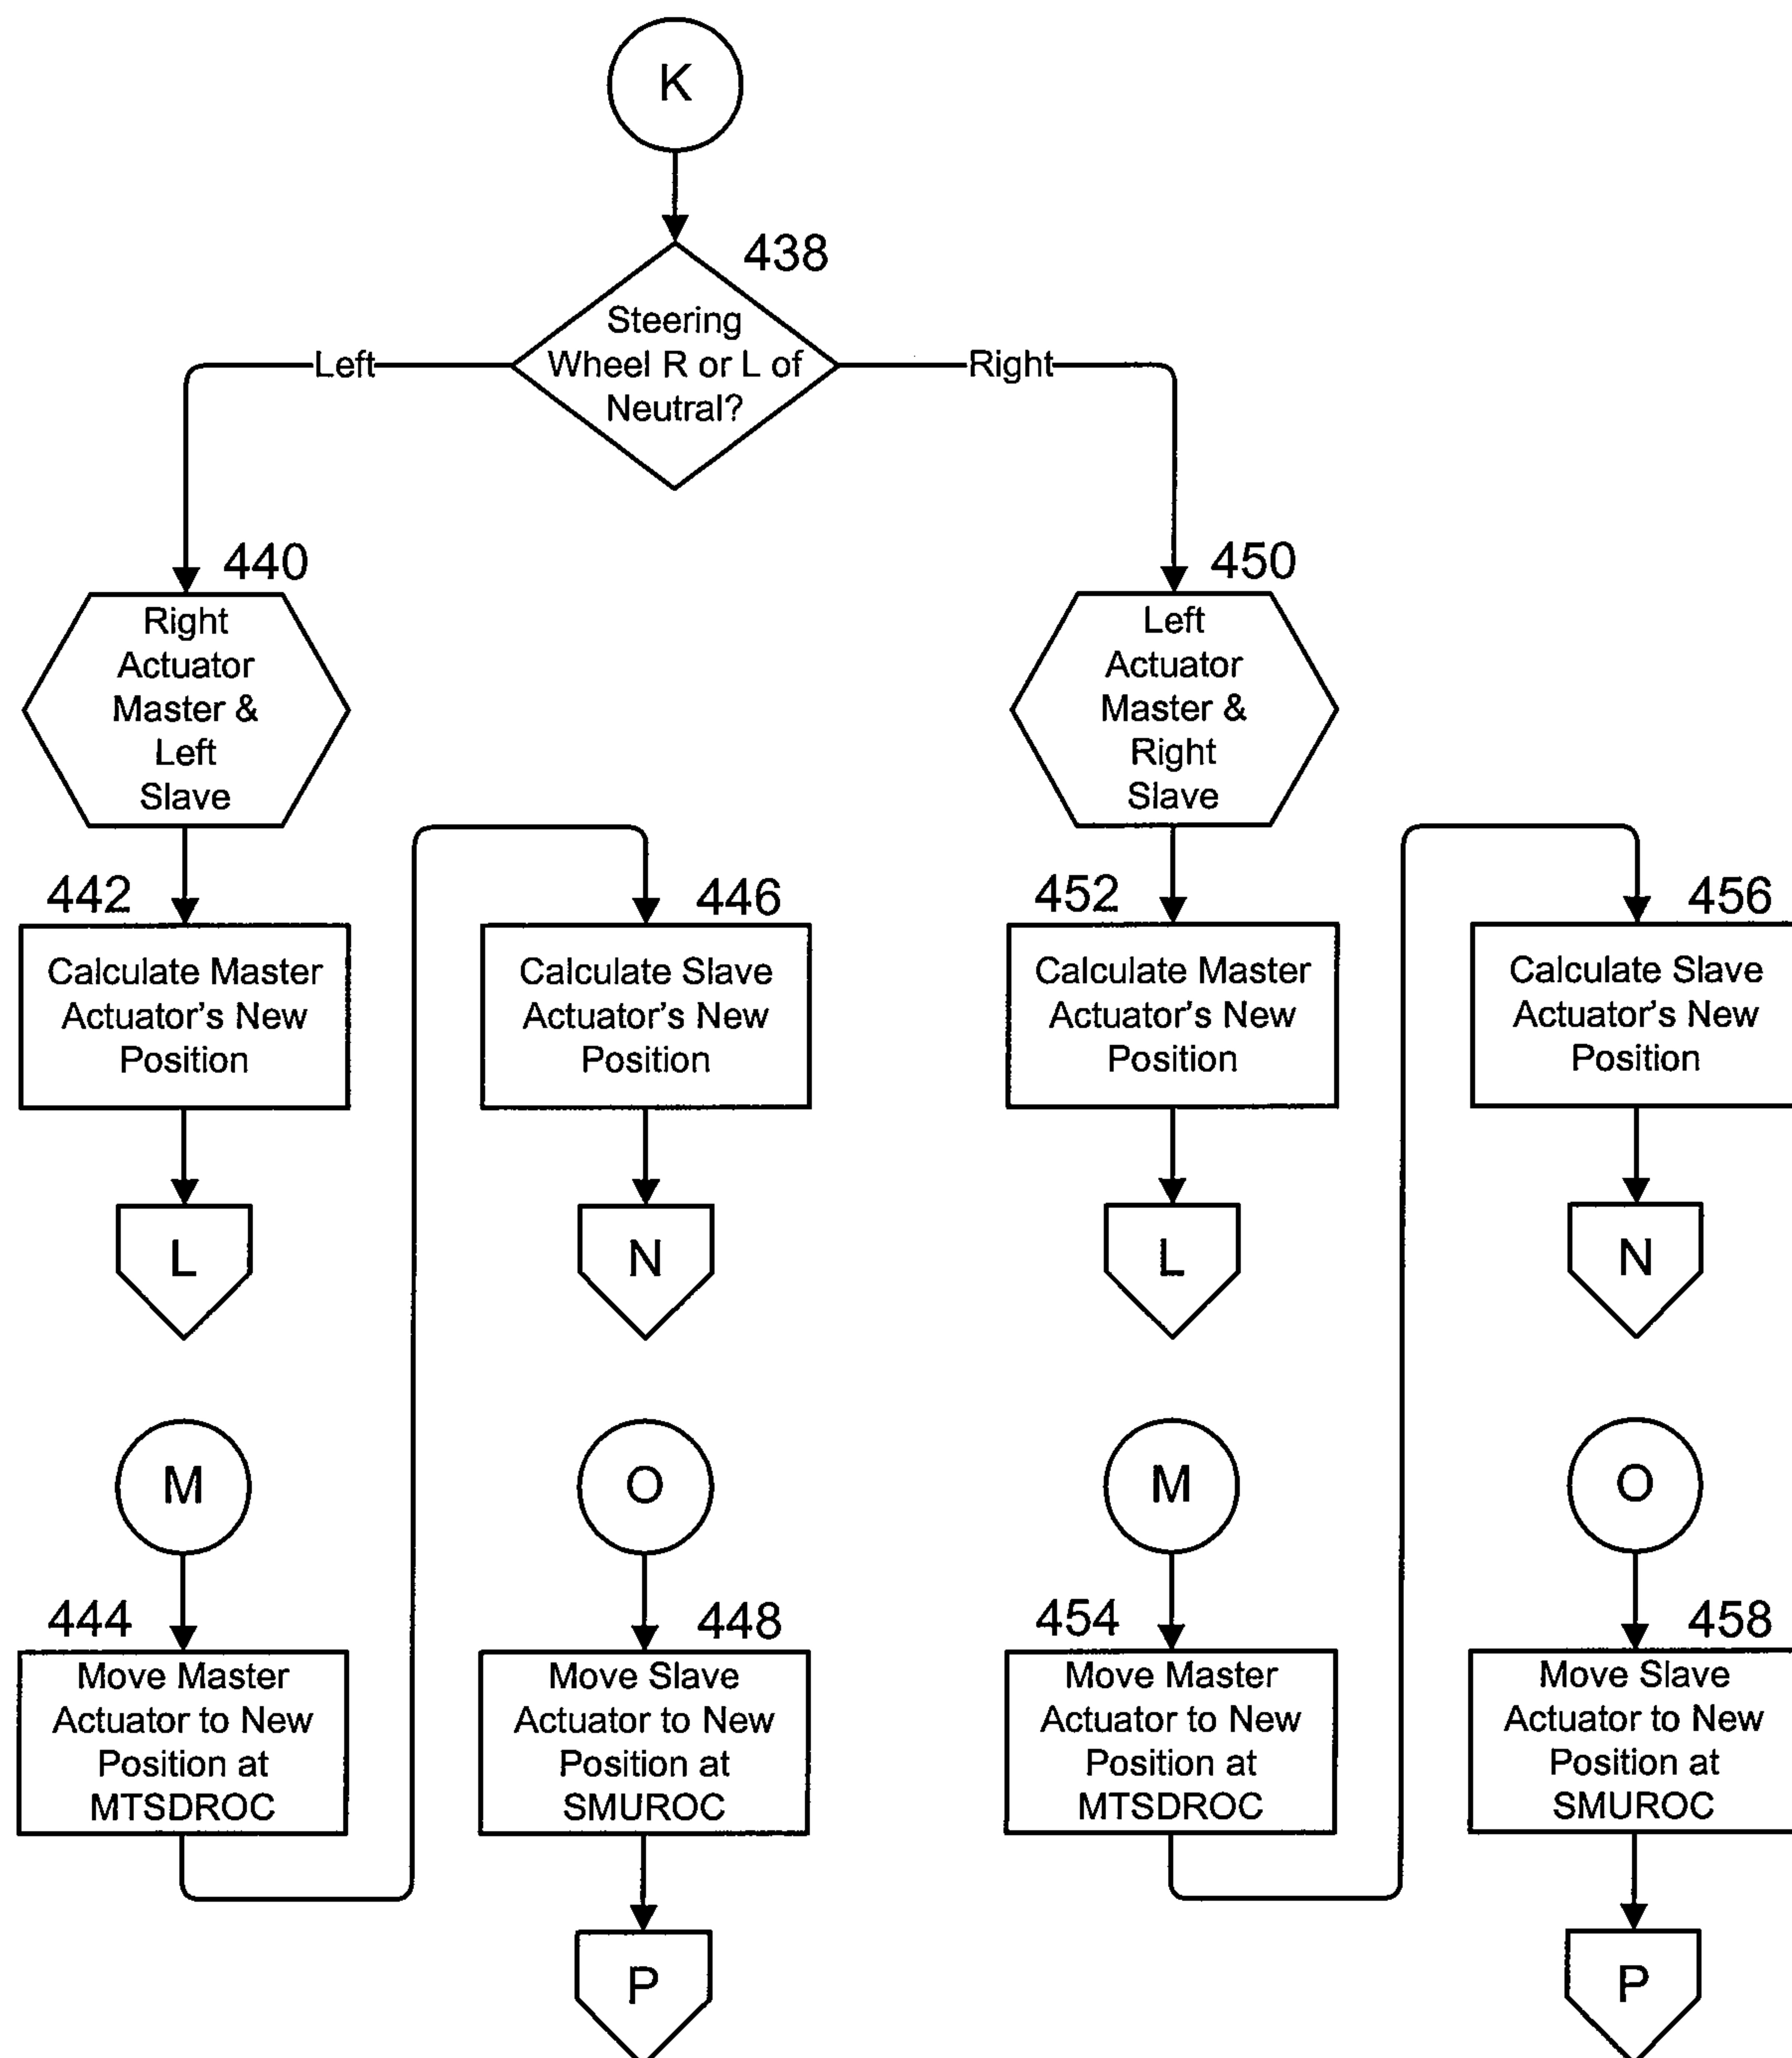 K
438
Steering
Wheel R or L of
Neutral?
Left
Right
440
Right
Actuator
Master &
Left
Slave
450
Left
Actuator
Master &
Right
Slave
442
Calculate Master
Actuator's New
Position
446
Calculate Slave
Actuator's New
Position
452
Calculate Master
Actuator's New
Position
456
Calculate Slave
Actuator's New
Position
L
N
L
N
M
O
M
O
444
Move Master
Actuator to New
Position at
MTSDROC
448
Move Slave
Actuator to New
Position at
SMUROC
454
Move Master
Actuator to New
Position at
MTSDROC
458
Move Slave
Actuator to New
Position at
SMUROC
P
P